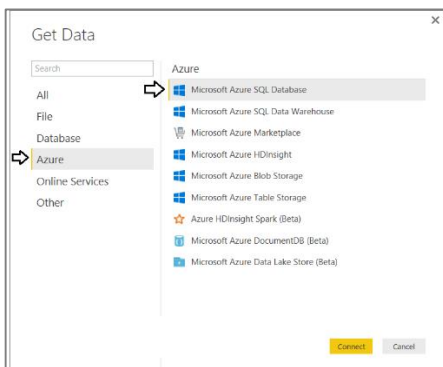 Get Data
Search
All
File
Database
Azure
Online Services
Other
Azure
Microsoft Azure SQL Database
Microsoft Azure SQL Data Warehouse
Microsoft Azure Marketplace
Microsoft Azure HDInsight
Microsoft Azure Blob Storage
Microsoft Azure Table Storage
Azure HDInsight Spark (Beta)
Microsoft Azure DocumentDB (Beta)
Microsoft Azure Data Lake Store (Beta)
Connect
Cancel